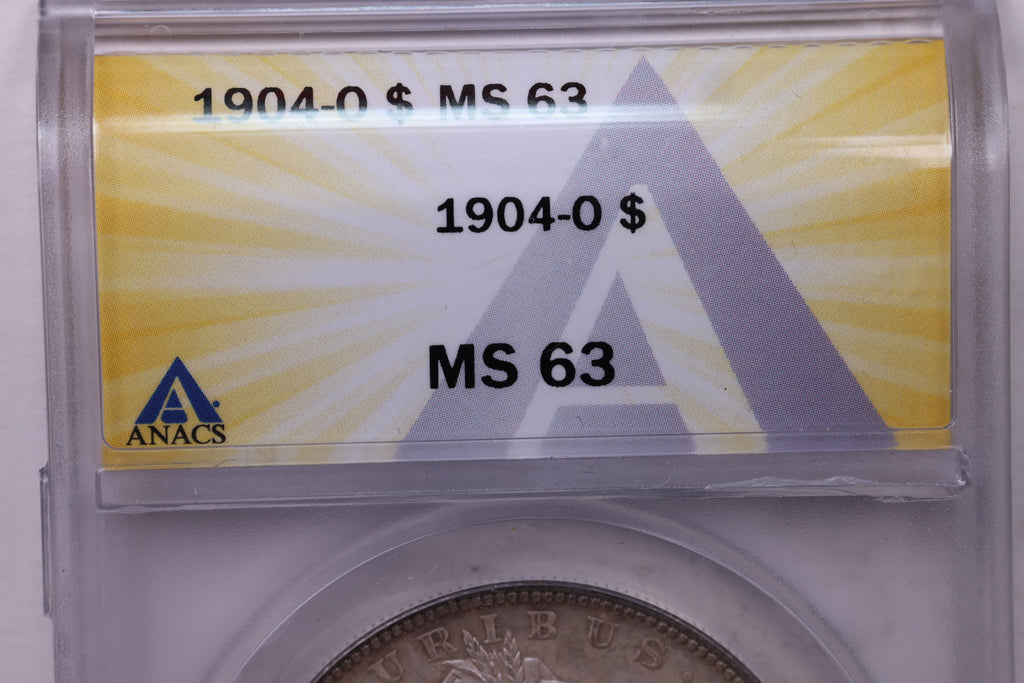 1904-O $ MS 63
1904-O $
MS 63
ANACS
URIBUS